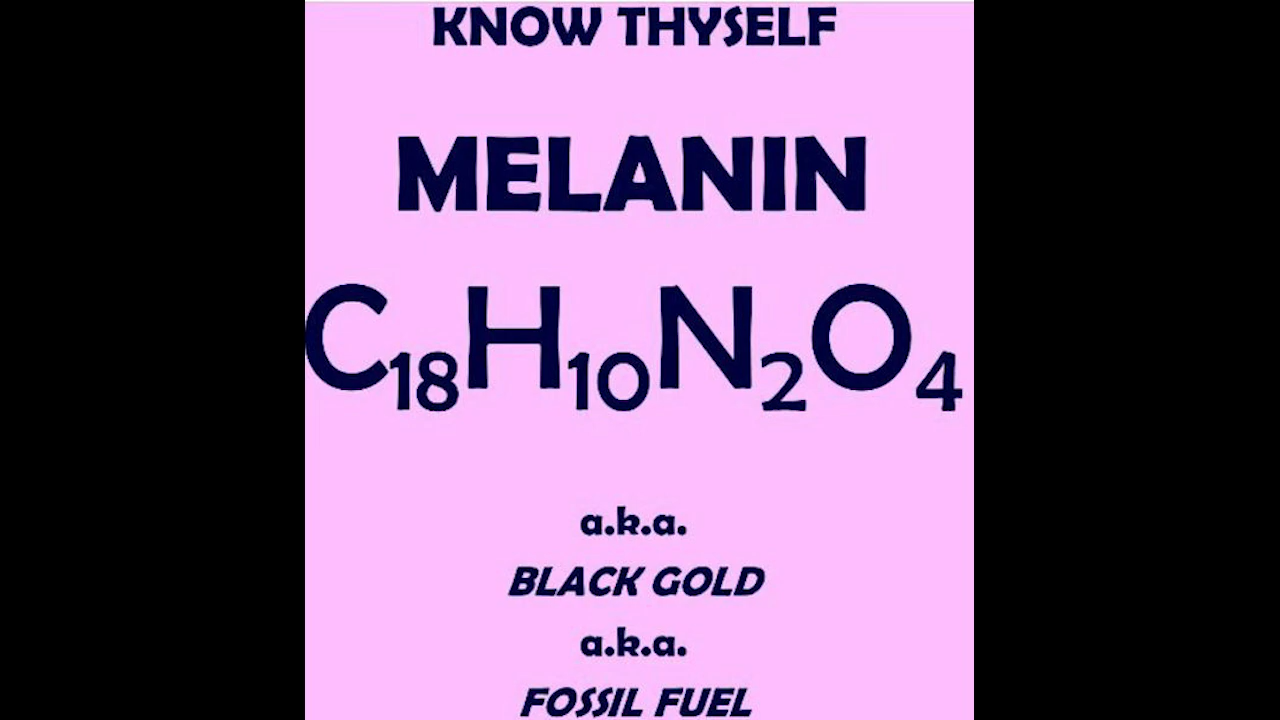 KNOW THYSELF
MELANIN
C₁₈H₁₀N₂O₄
a.k.a.
BLACK GOLD
a.k.a.
FOSSIL FUEL